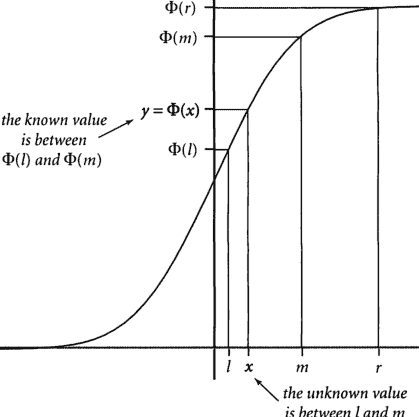 Φ(r)
Φ(m)
y = Φ(x)
the known value
is between
Φ(l) and Φ(m)
Φ(l)
l x m r
the unknown value
is between l and m